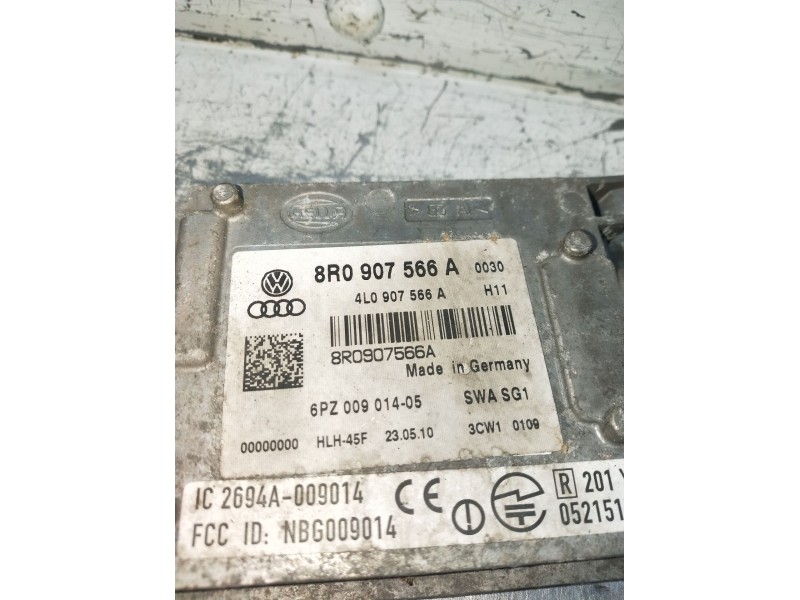 HELLA
8R0 907 566 A 0030
4L0 907 566 A H11
8R0907566A
Made in Germany
6PZ 009 014-05 SWA SG1
00000000 HLH-45F 23.05.10 3CW1 0109
IC 2694A-009014 CE R 201
FCC ID: NBG009014 052151